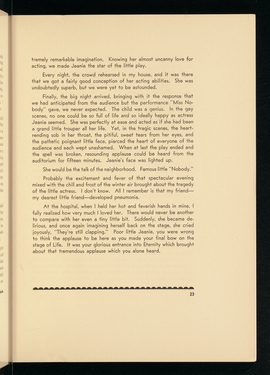 tremely remarkable imagination. Knowing her almost uncanny love for
acting, we made Jeanie the star of the little play.
Every night, the crowd rehearsed in my house, and it was there
that we got a fairly good conception of her acting abilities. She was
undoubtedly superb, but we were yet to be astounded.
Finally, the big night arrived, bringing with it the response that
we had anticipated from the audience but the performance "Miss No-
body" gave, we never expected. The child was a genius. In the gay
scenes, no one could be so full of life and so ideally happy as actress
Jeanie seemed. She was perfectly at ease and acted as if she had been
a grand little trooper all her life. Yet, in the tragic scenes, the heart-
rending sob in her throat, the pitiful, sweet tears from her eyes, and
the pathetic poignant little face, pierced the heart of everyone of the
audience and each wept unashamed. When at last the play ended and
the spell was broken, resounding applause could be heard from the
auditorium for fifteen minutes. Jeanie's face was lighted up.
She would be the talk of the neighborhood. Famous little "Nobody."
Probably the excitement and fever of that spectacular evening
mixed with the chill and frost of the winter air brought about the tragedy
of the little actress. I don't know. All I remember is that my friend—
my dearest little friend—developed pneumonia.
At the hospital, when I held her hot and feverish hands in mine, I
fully realized how very much I loved her. There would never be another
to compare with her even a tiny little bit. Suddenly, she became de-
lirious, and once again imagining herself back on the stage, she cried
joyously, "They're still clapping." Poor little Jeanie, you were wrong
to think the applause to be here as you made your final bow on the
stage of Life. It was your glorious entrance into Eternity which brought
about that tremendous applause which you alone heard.
33